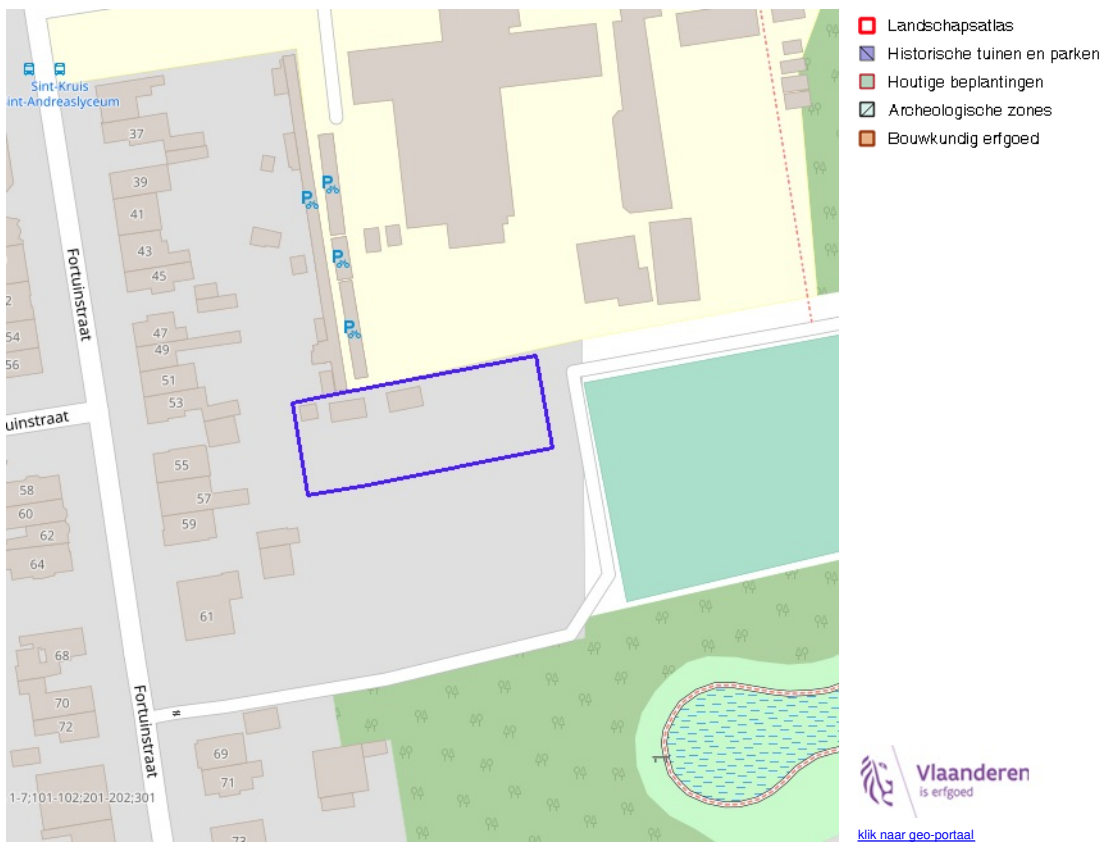 Landschapsatlas
Historische tuinen en parken
Houtige beplantingen
Archeologische zones
Bouwkundig erfgoed
Sint-Kruis
int-Andreaslyceum
37
39
41
43
45
47
49
51
53
55
57
59
61
2
54
56
58
60
62
64
68
70
72
69
71
73
Fortuinstraat
uinstraat
Fortuinstraat
1-7;101-102;201-202;301
P
P
P
P
Vlaanderen
is erfgoed
klik naar geo-portaal